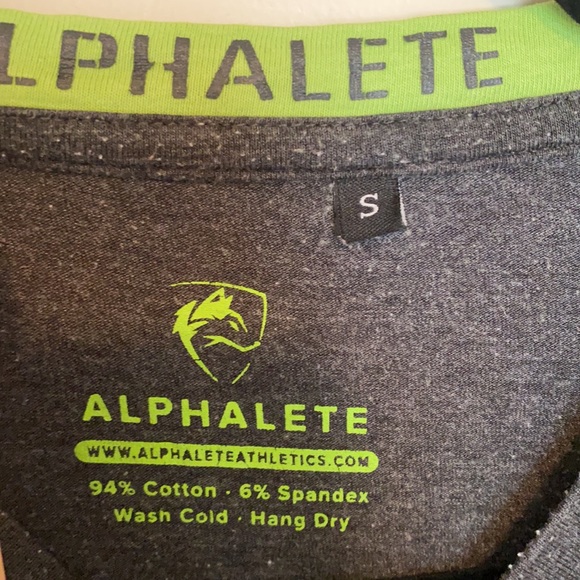 LPHALETE
S
ALPHALETE
WWW.ALPHALETEATHLETICS.COM
94% Cotton · 6% Spandex
Wash Cold · Hang Dry